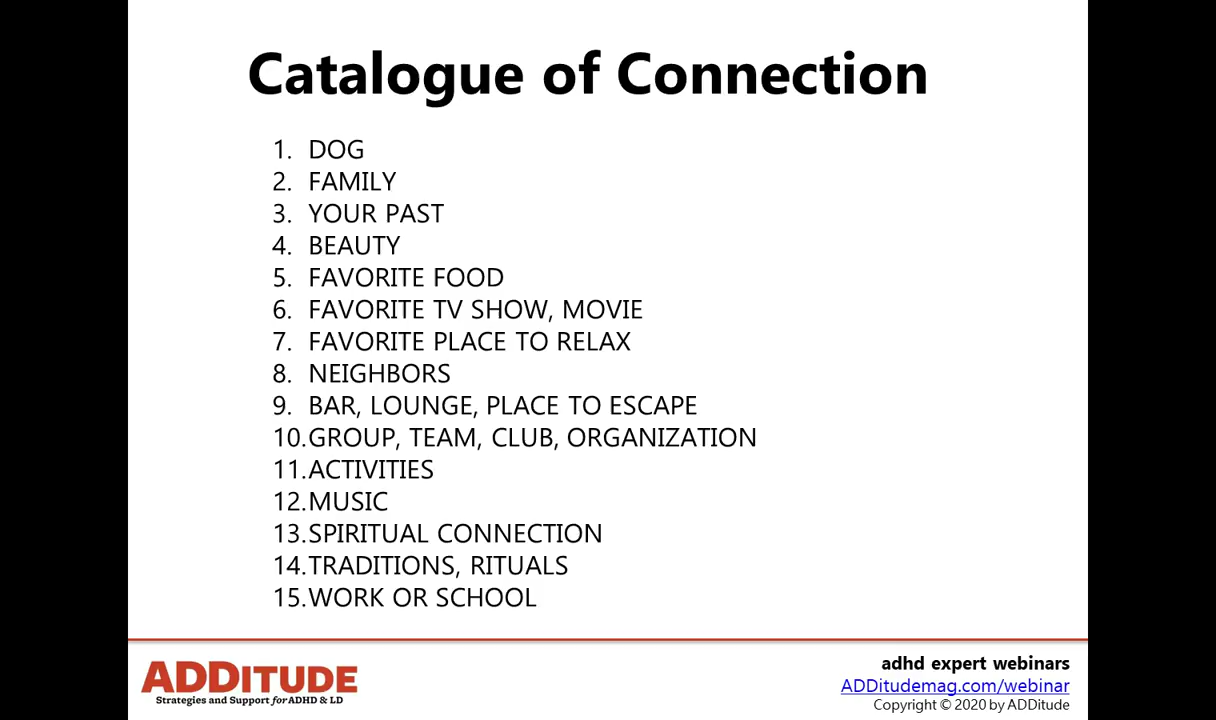 Catalogue of Connection
1. DOG
2. FAMILY
3. YOUR PAST
4. BEAUTY
5. FAVORITE FOOD
6. FAVORITE TV SHOW, MOVIE
7. FAVORITE PLACE TO RELAX
8. NEIGHBORS
9. BAR, LOUNGE, PLACE TO ESCAPE
10.GROUP, TEAM, CLUB, ORGANIZATION
11.ACTIVITIES
12.MUSIC
13.SPIRITUAL CONNECTION
14.TRADITIONS, RITUALS
15.WORK OR SCHOOL
ADDITUDE
Strategies and Support for ADHD & LD
adhd expert webinars
ADDitudemag.com/webinar
Copyright © 2020 by ADDitude